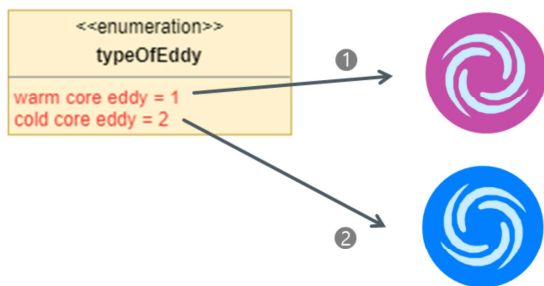 <<enumeration>>
typeOfEddy
warm core eddy = 1
cold core eddy = 2
1
2